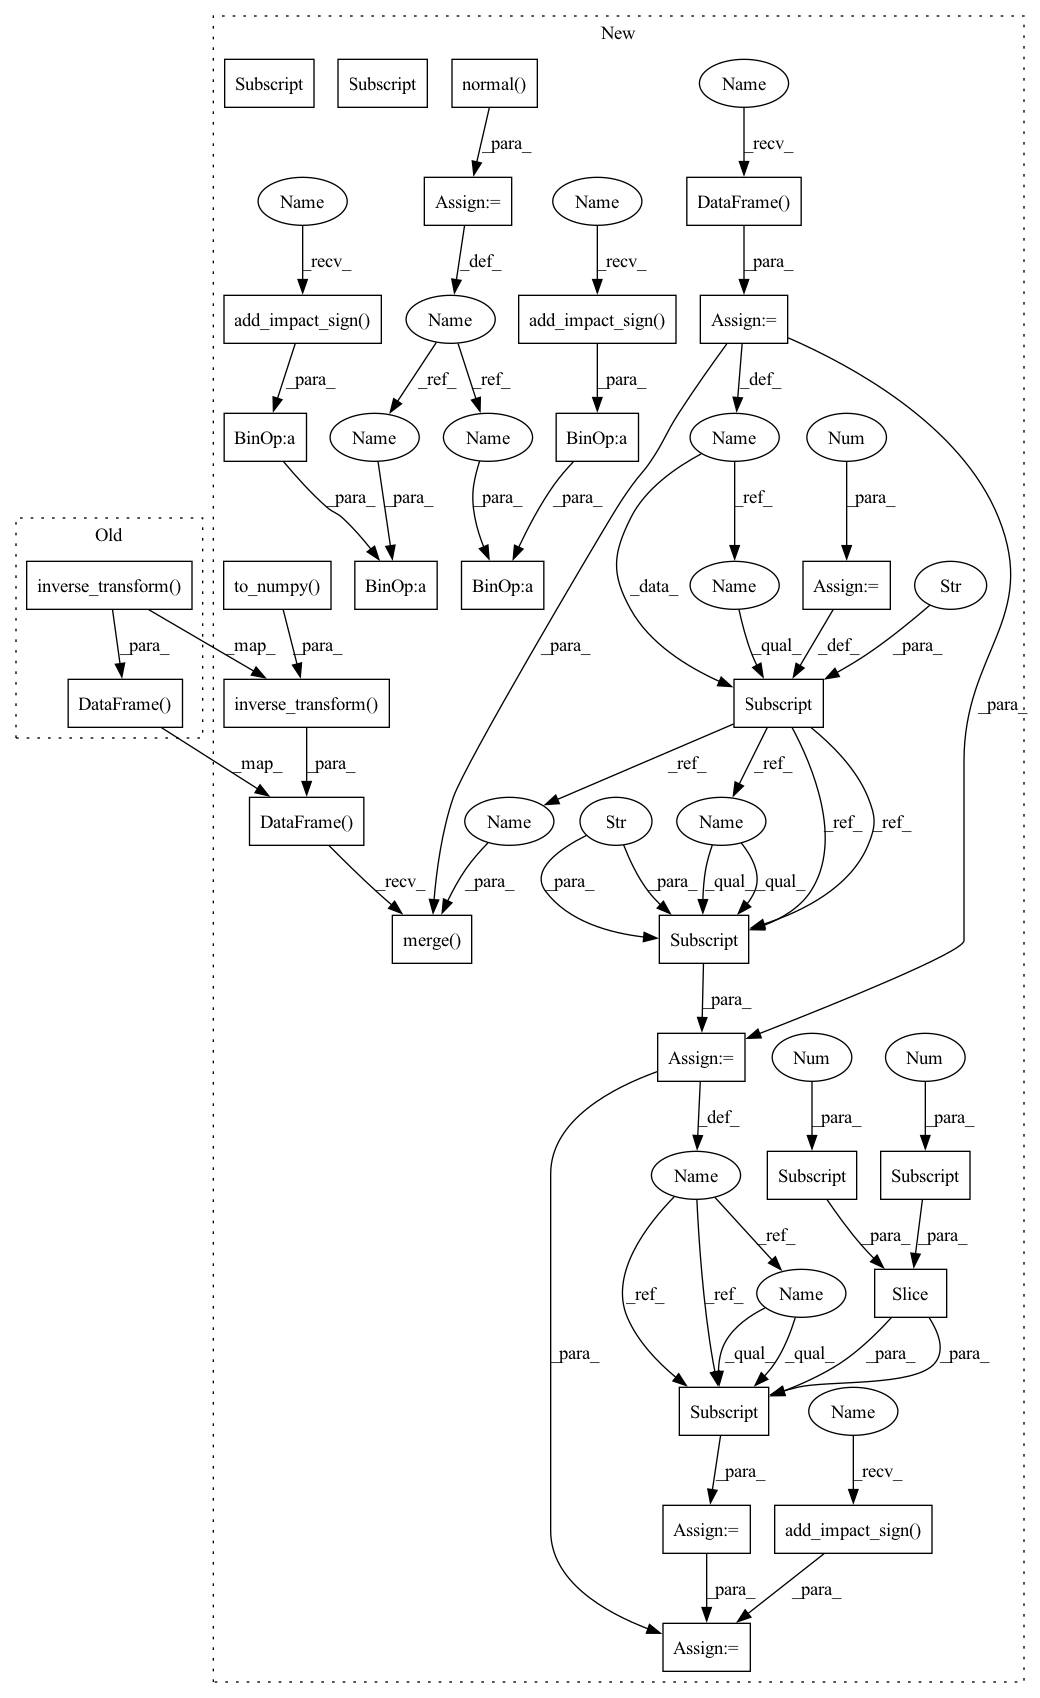 New
Subscript
Subscript
normal()
Name
_para_
_recv_
Name
Assign:=
Name
DataFrame()
_recv_
_def_
_recv_
_para_
add_impact_sign()
Name
add_impact_sign()
Assign:=
_para_
_ref_
_ref_
_para_
_def_
BinOp:a
Name
Name
BinOp:a
Name
Num
_para_
_para_
_para_
_para_
_ref_
_para_
Old
inverse_transform()
to_numpy()
BinOp:a
BinOp:a
Name
Assign:=
Str
_data_
_para_
_map_
_para_
_para_
_qual_
_def_
_para_
DataFrame()
inverse_transform()
Subscript
_para_
_map_
_para_
_ref_
_ref_
DataFrame()
Name
Str
Name
_ref_
_ref_
_recv_
_para_
_para_
_para_
_qual_
_qual_
merge()
Subscript
_para_
Assign:=
Num
Num
_def_
_para_
_para_
Name
Subscript
Subscript
_ref_
_para_
_para_
_ref_
_ref_
Name
Slice
_para_
_qual_
_qual_
_para_
_para_
Subscript
Name
_para_
_recv_
Assign:=
add_impact_sign()
_para_
_para_
Assign:=